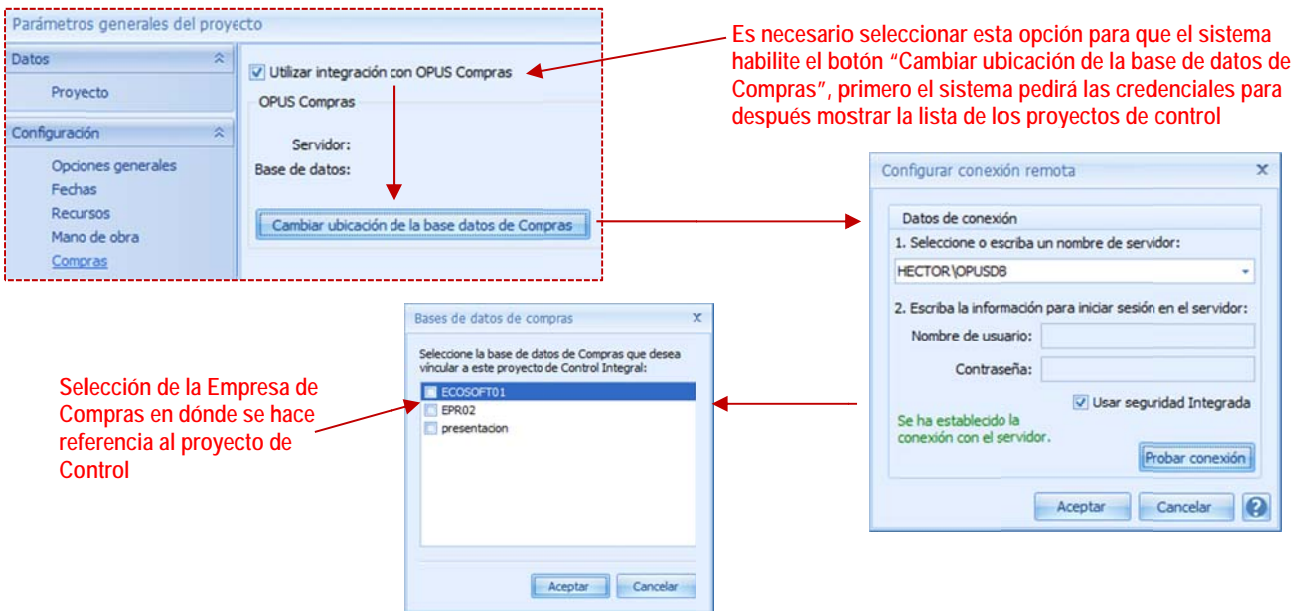 Parámetros generales del proyecto
Datos
Proyecto
Configuración
Opciones generales
Fechas
Recursos
Mano de obra
Compras
Utilizar integración con OPUS Compras
OPUS Compras
Servidor:
Base de datos:
Cambiar ubicación de la base datos de Compras
Es necesario seleccionar esta opción para que el sistema
habilite el botón “Cambiar ubicación de la base de datos de
Compras”, primero el sistema pedirá las credenciales para
después mostrar la lista de los proyectos de control
Configurar conexión remota
Datos de conexión
1. Seleccione o escriba un nombre de servidor:
HECTOR\OPUSDB
2. Escriba la información para iniciar sesión en el servidor:
Nombre de usuario:
Contraseña:
Usar seguridad Integrada
Se ha establecido la
conexión con el servidor.
Probar conexión
Aceptar
Cancelar
Bases de datos de compras
Seleccione la base de datos de Compras que desea
víncular a este proyecto de Control Integral:
ECOSOFT01
EPR02
presentacion
Aceptar
Cancelar
Selección de la Empresa de
Compras en dónde se hace
referencia al proyecto de
Control